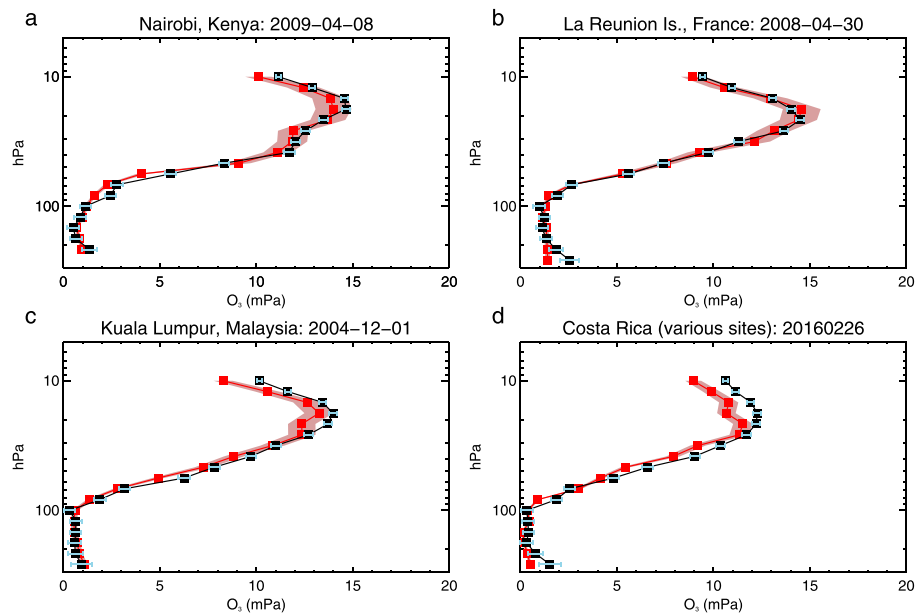 a
Nairobi, Kenya: 2009−04−08
10
100
hPa
0 5 10 15 20
O₃ (mPa)
b
La Reunion Is., France: 2008−04−30
10
100
hPa
0 5 10 15 20
O₃ (mPa)
c
Kuala Lumpur, Malaysia: 2004−12−01
10
100
hPa
0 5 10 15 20
O₃ (mPa)
d
Costa Rica (various sites): 20160226
10
100
hPa
0 5 10 15 20
O₃ (mPa)